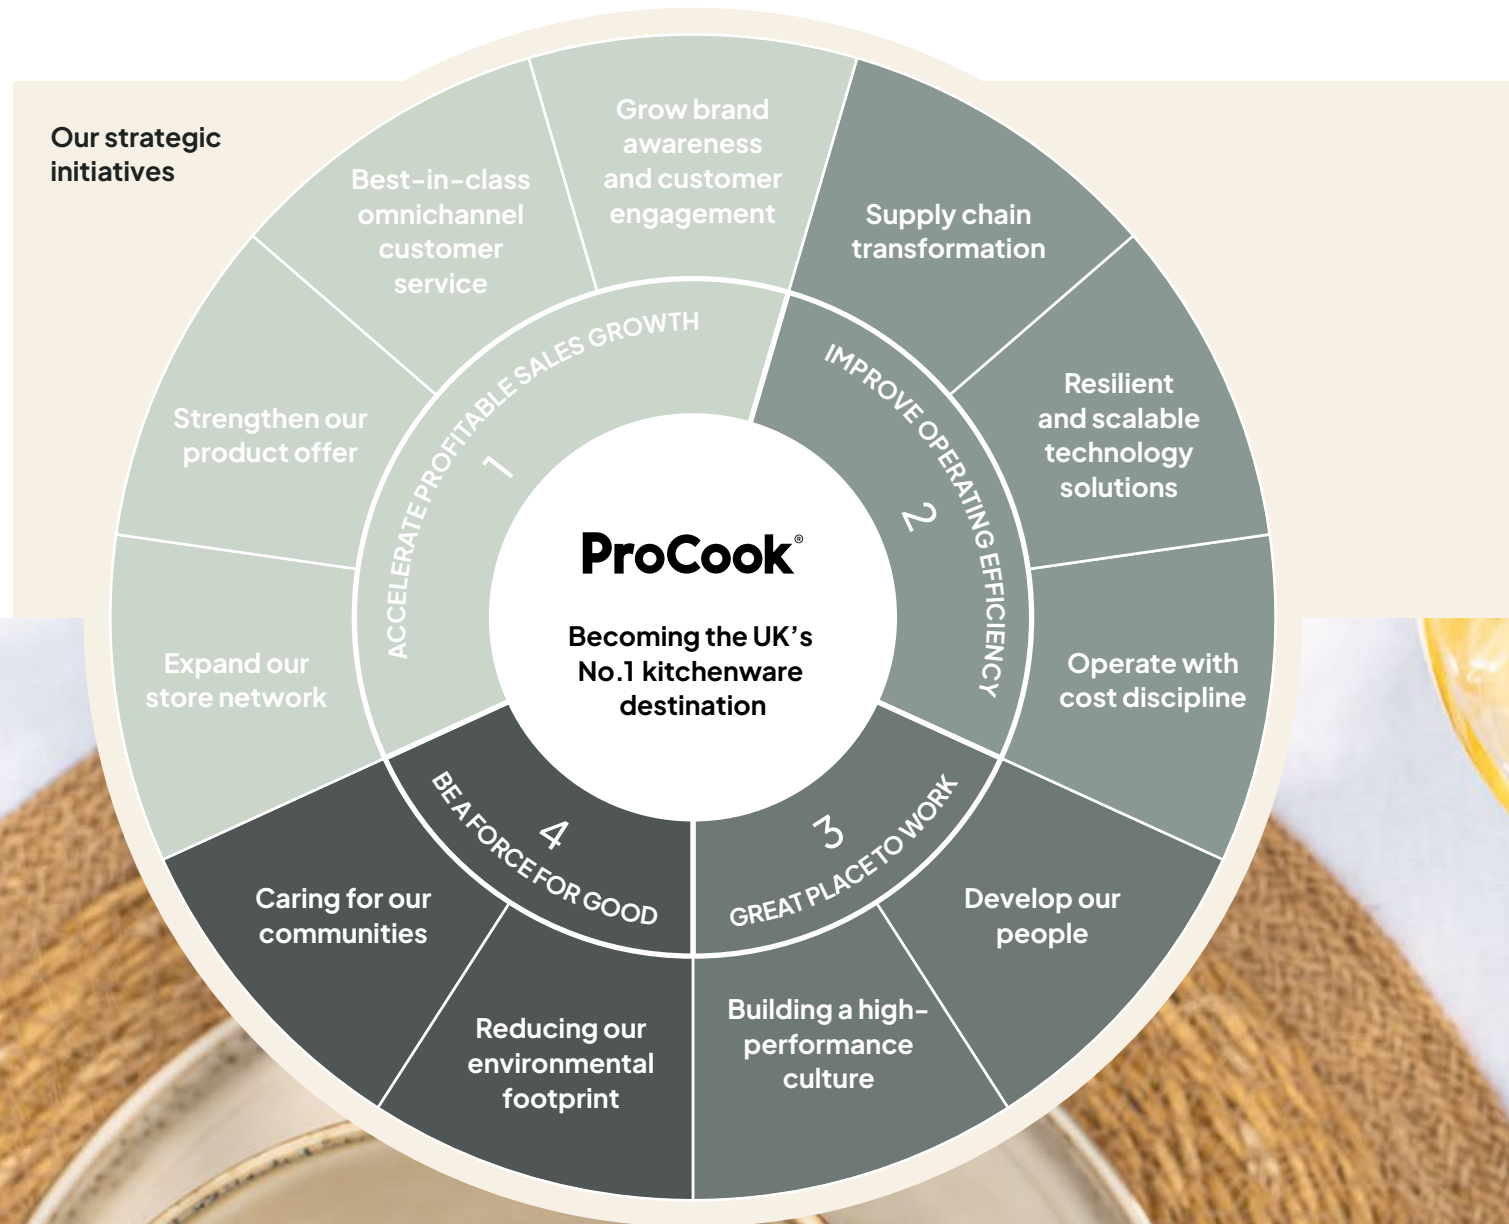 Our strategic
initiatives
ProCook®
Becoming the UK’s
No.1 kitchenware
destination
1
ACCELERATE PROFITABLE SALES GROWTH
Expand our
store network
Strengthen our
product offer
Best-in-class
omnichannel
customer
service
Grow brand
awareness
and customer
engagement
2
IMPROVE OPERATING EFFICIENCY
Supply chain
transformation
Resilient
and scalable
technology
solutions
Operate with
cost discipline
3
GREAT PLACE TO WORK
Develop our
people
Building a high-
performance
culture
4
BE A FORCE FOR GOOD
Reducing our
environmental
footprint
Caring for our
communities